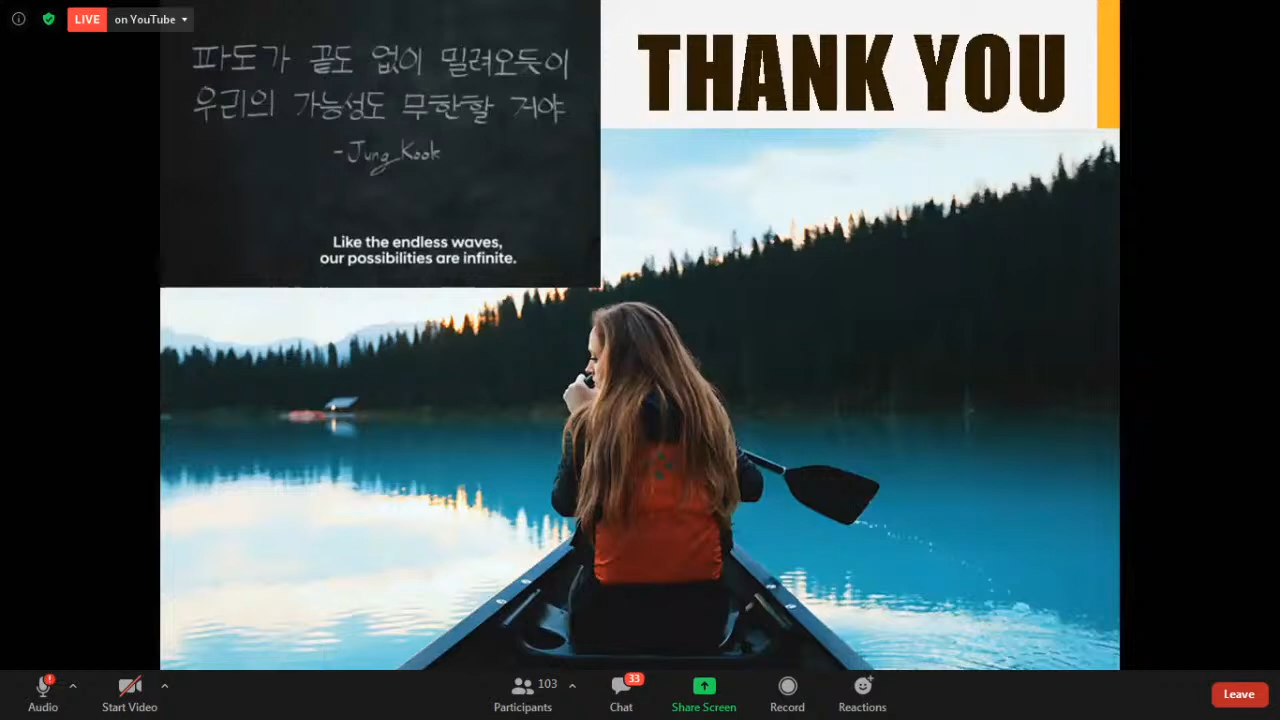 LIVE on YouTube
파도가 끝도 없이 밀려오듯이
우리의 가능성도 무한할 거야
- Jung Kook
Like the endless waves,
our possibilities are infinite.
THANK YOU
Audio
Start Video
103
Participants
33
Chat
Share Screen
Record
Reactions
Leave